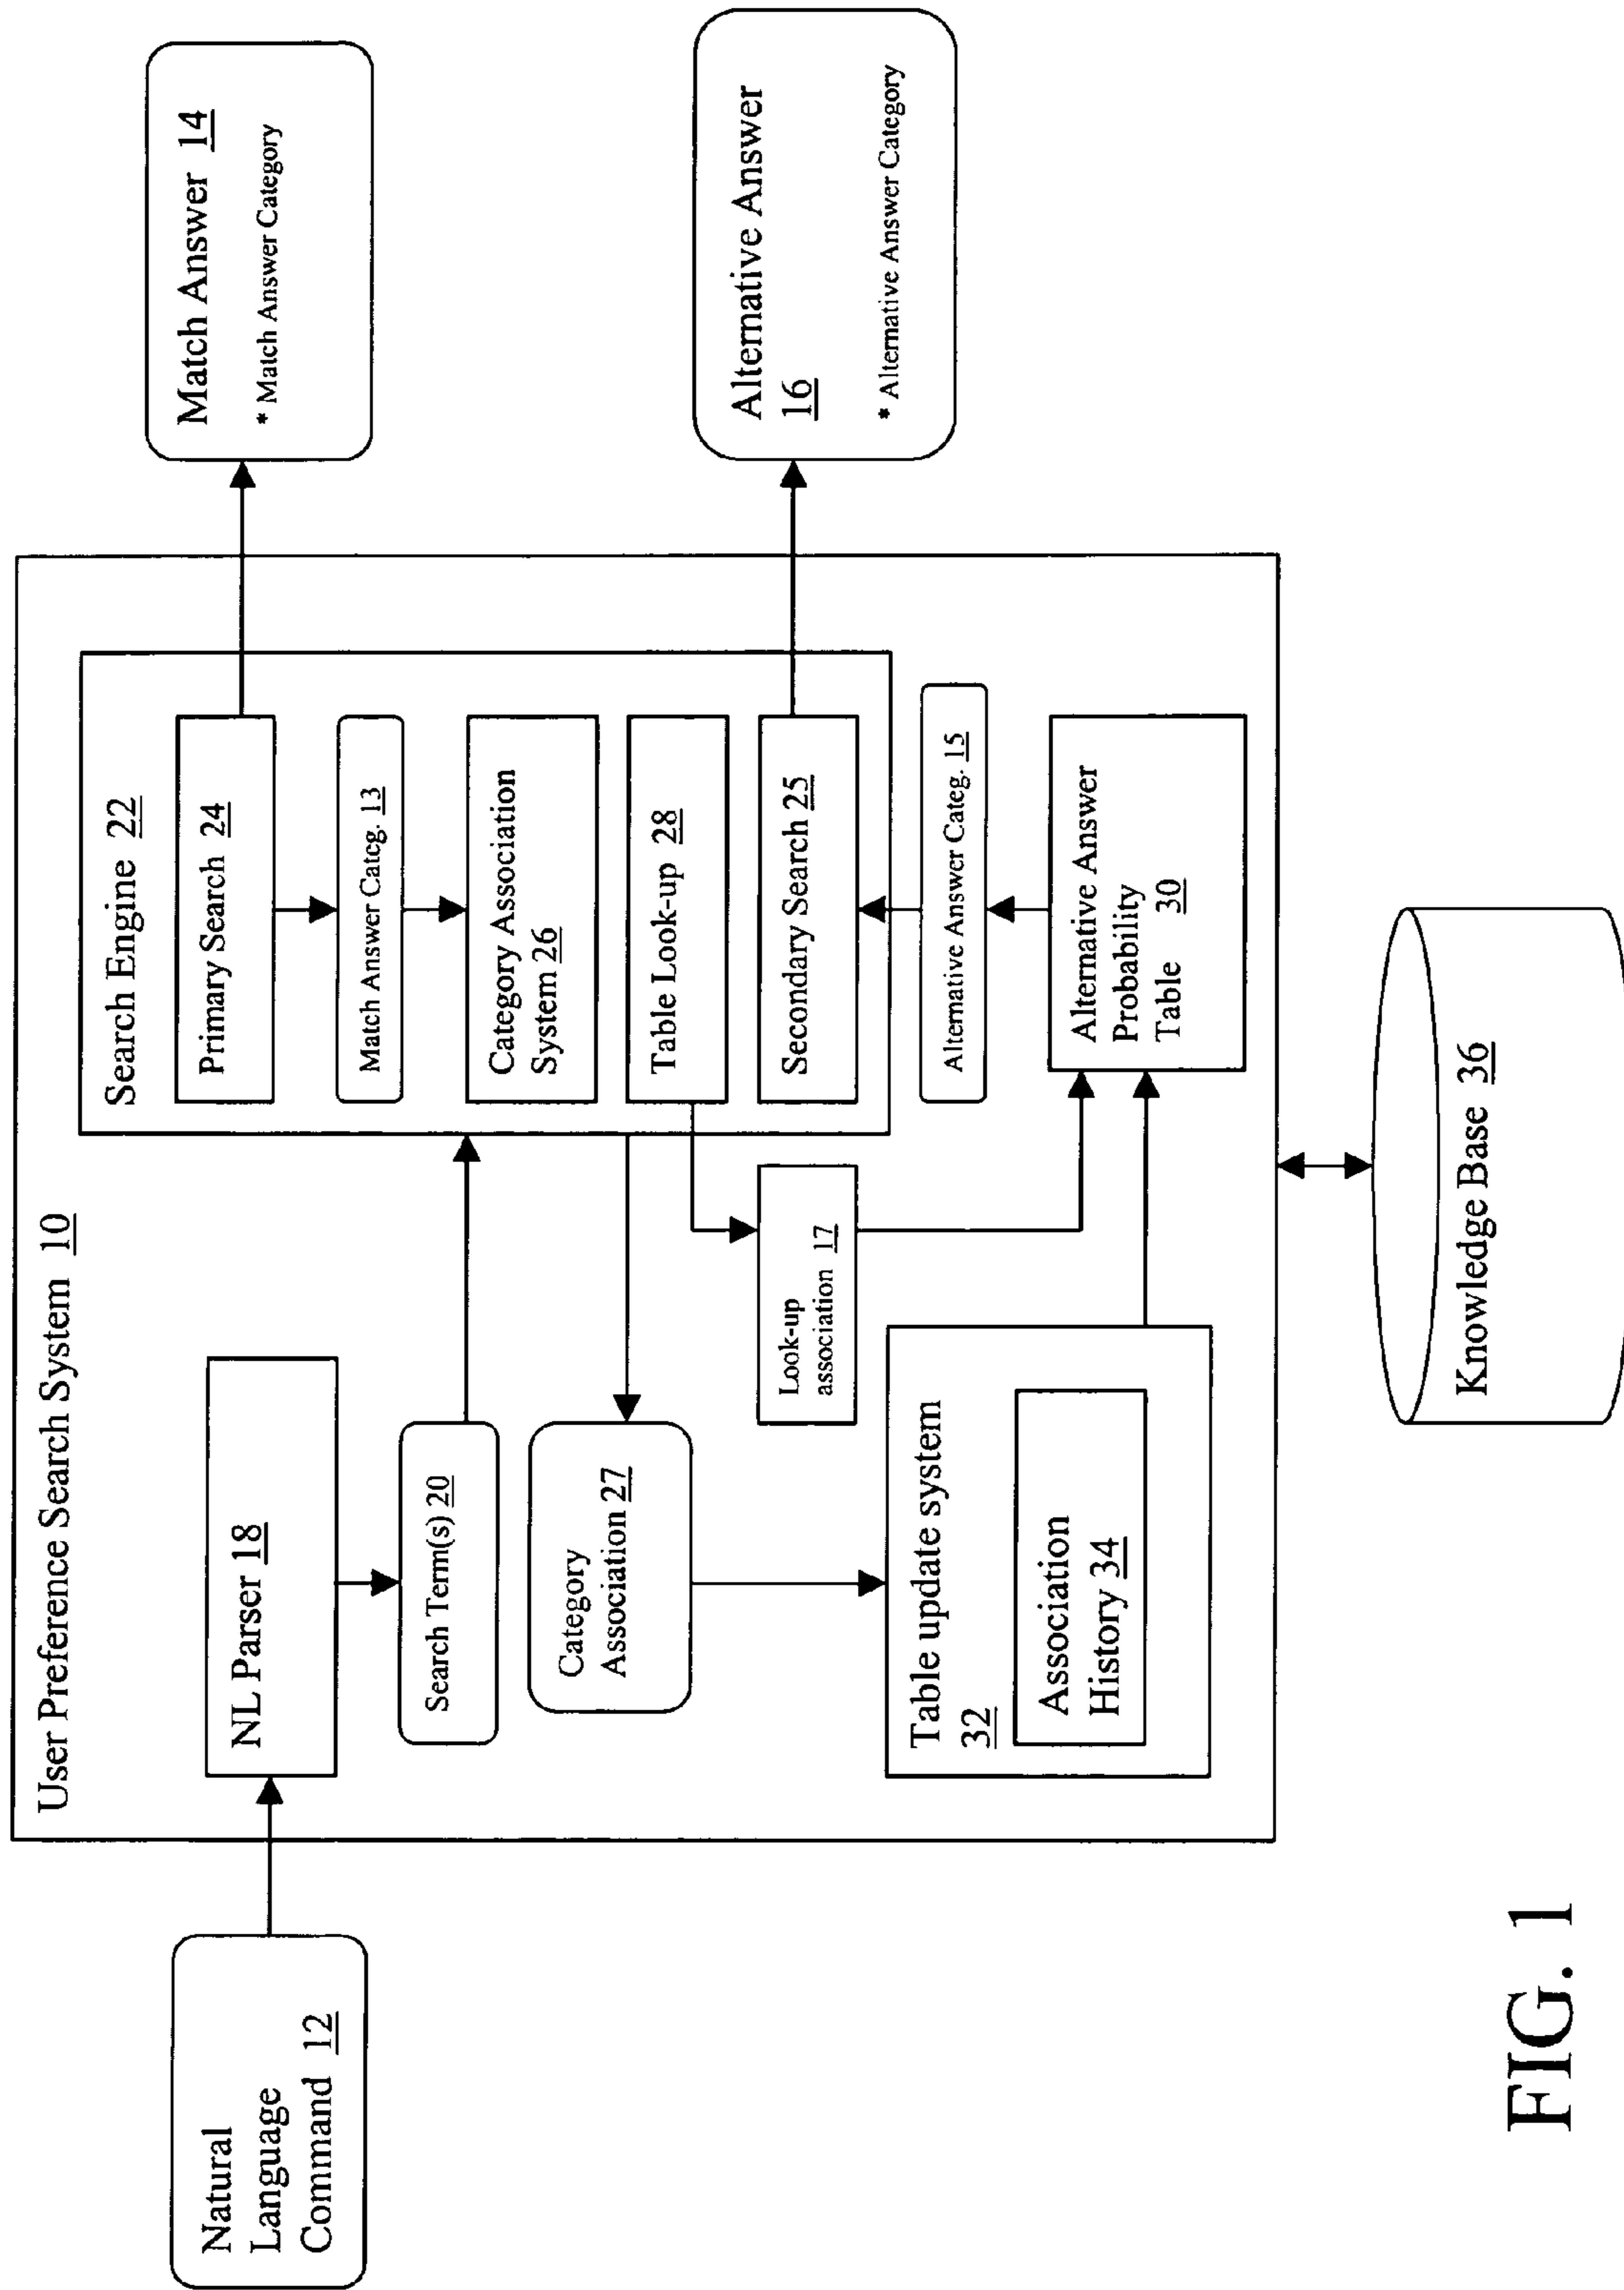 User Preference Search System 10
Natural
Language
Command 12
NL Parser 18
Search Term(s) 20
Category
Association 27
Table update system
32
Association
History 34
Look-up
association 17
Search Engine 22
Primary Search 24
Match Answer Categ. 13
Category Association
System 26
Table Look-up 28
Secondary Search 25
Alternative Answer Categ. 15
Alternative Answer
Probability
Table 30
Match Answer 14
* Match Answer Category
Alternative Answer
16
* Alternative Answer Category
Knowledge Base 36
FIG. 1